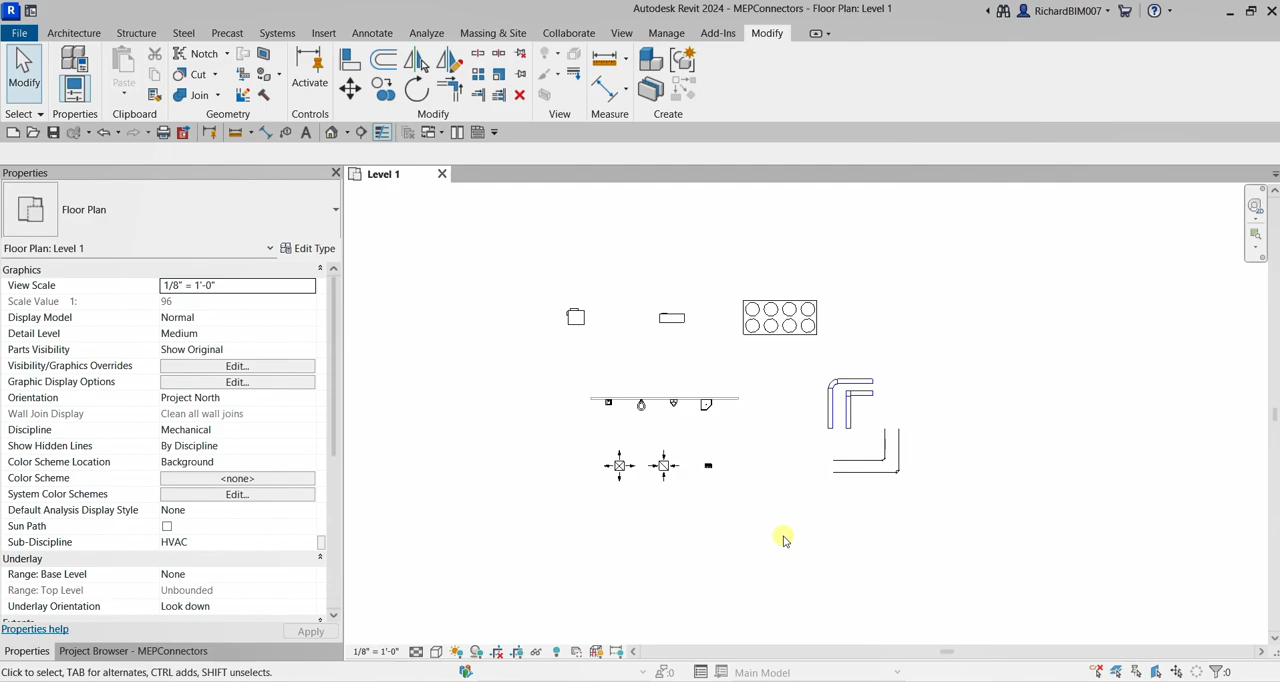 R Autodesk Revit 2024 - MEPConnectors - Floor Plan: Level 1 RichardBIM007
File Architecture Structure Steel Precast Systems Insert Annotate Analyze Massing & Site Collaborate View Manage Add-Ins Modify
Modify Paste Notch Cut Join Activate
Select Properties Clipboard Geometry Controls Modify View Measure Create
Properties
Level 1
Floor Plan
Floor Plan: Level 1 Edit Type
Graphics
View Scale 1/8" = 1'-0"
Scale Value 1: 96
Display Model Normal
Detail Level Medium
Parts Visibility Show Original
Visibility/Graphics Overrides Edit...
Graphic Display Options Edit...
Orientation Project North
Wall Join Display Clean all wall joins
Discipline Mechanical
Show Hidden Lines By Discipline
Color Scheme Location Background
Color Scheme <none>
System Color Schemes Edit...
Default Analysis Display Style None
Sun Path
Sub-Discipline HVAC
Underlay
Range: Base Level None
Range: Top Level Unbounded
Underlay Orientation Look down
Properties help Apply
Properties Project Browser - MEPConnectors 1/8" = 1'-0"
Click to select, TAB for alternates, CTRL adds, SHIFT unselects. :0 Main Model :0